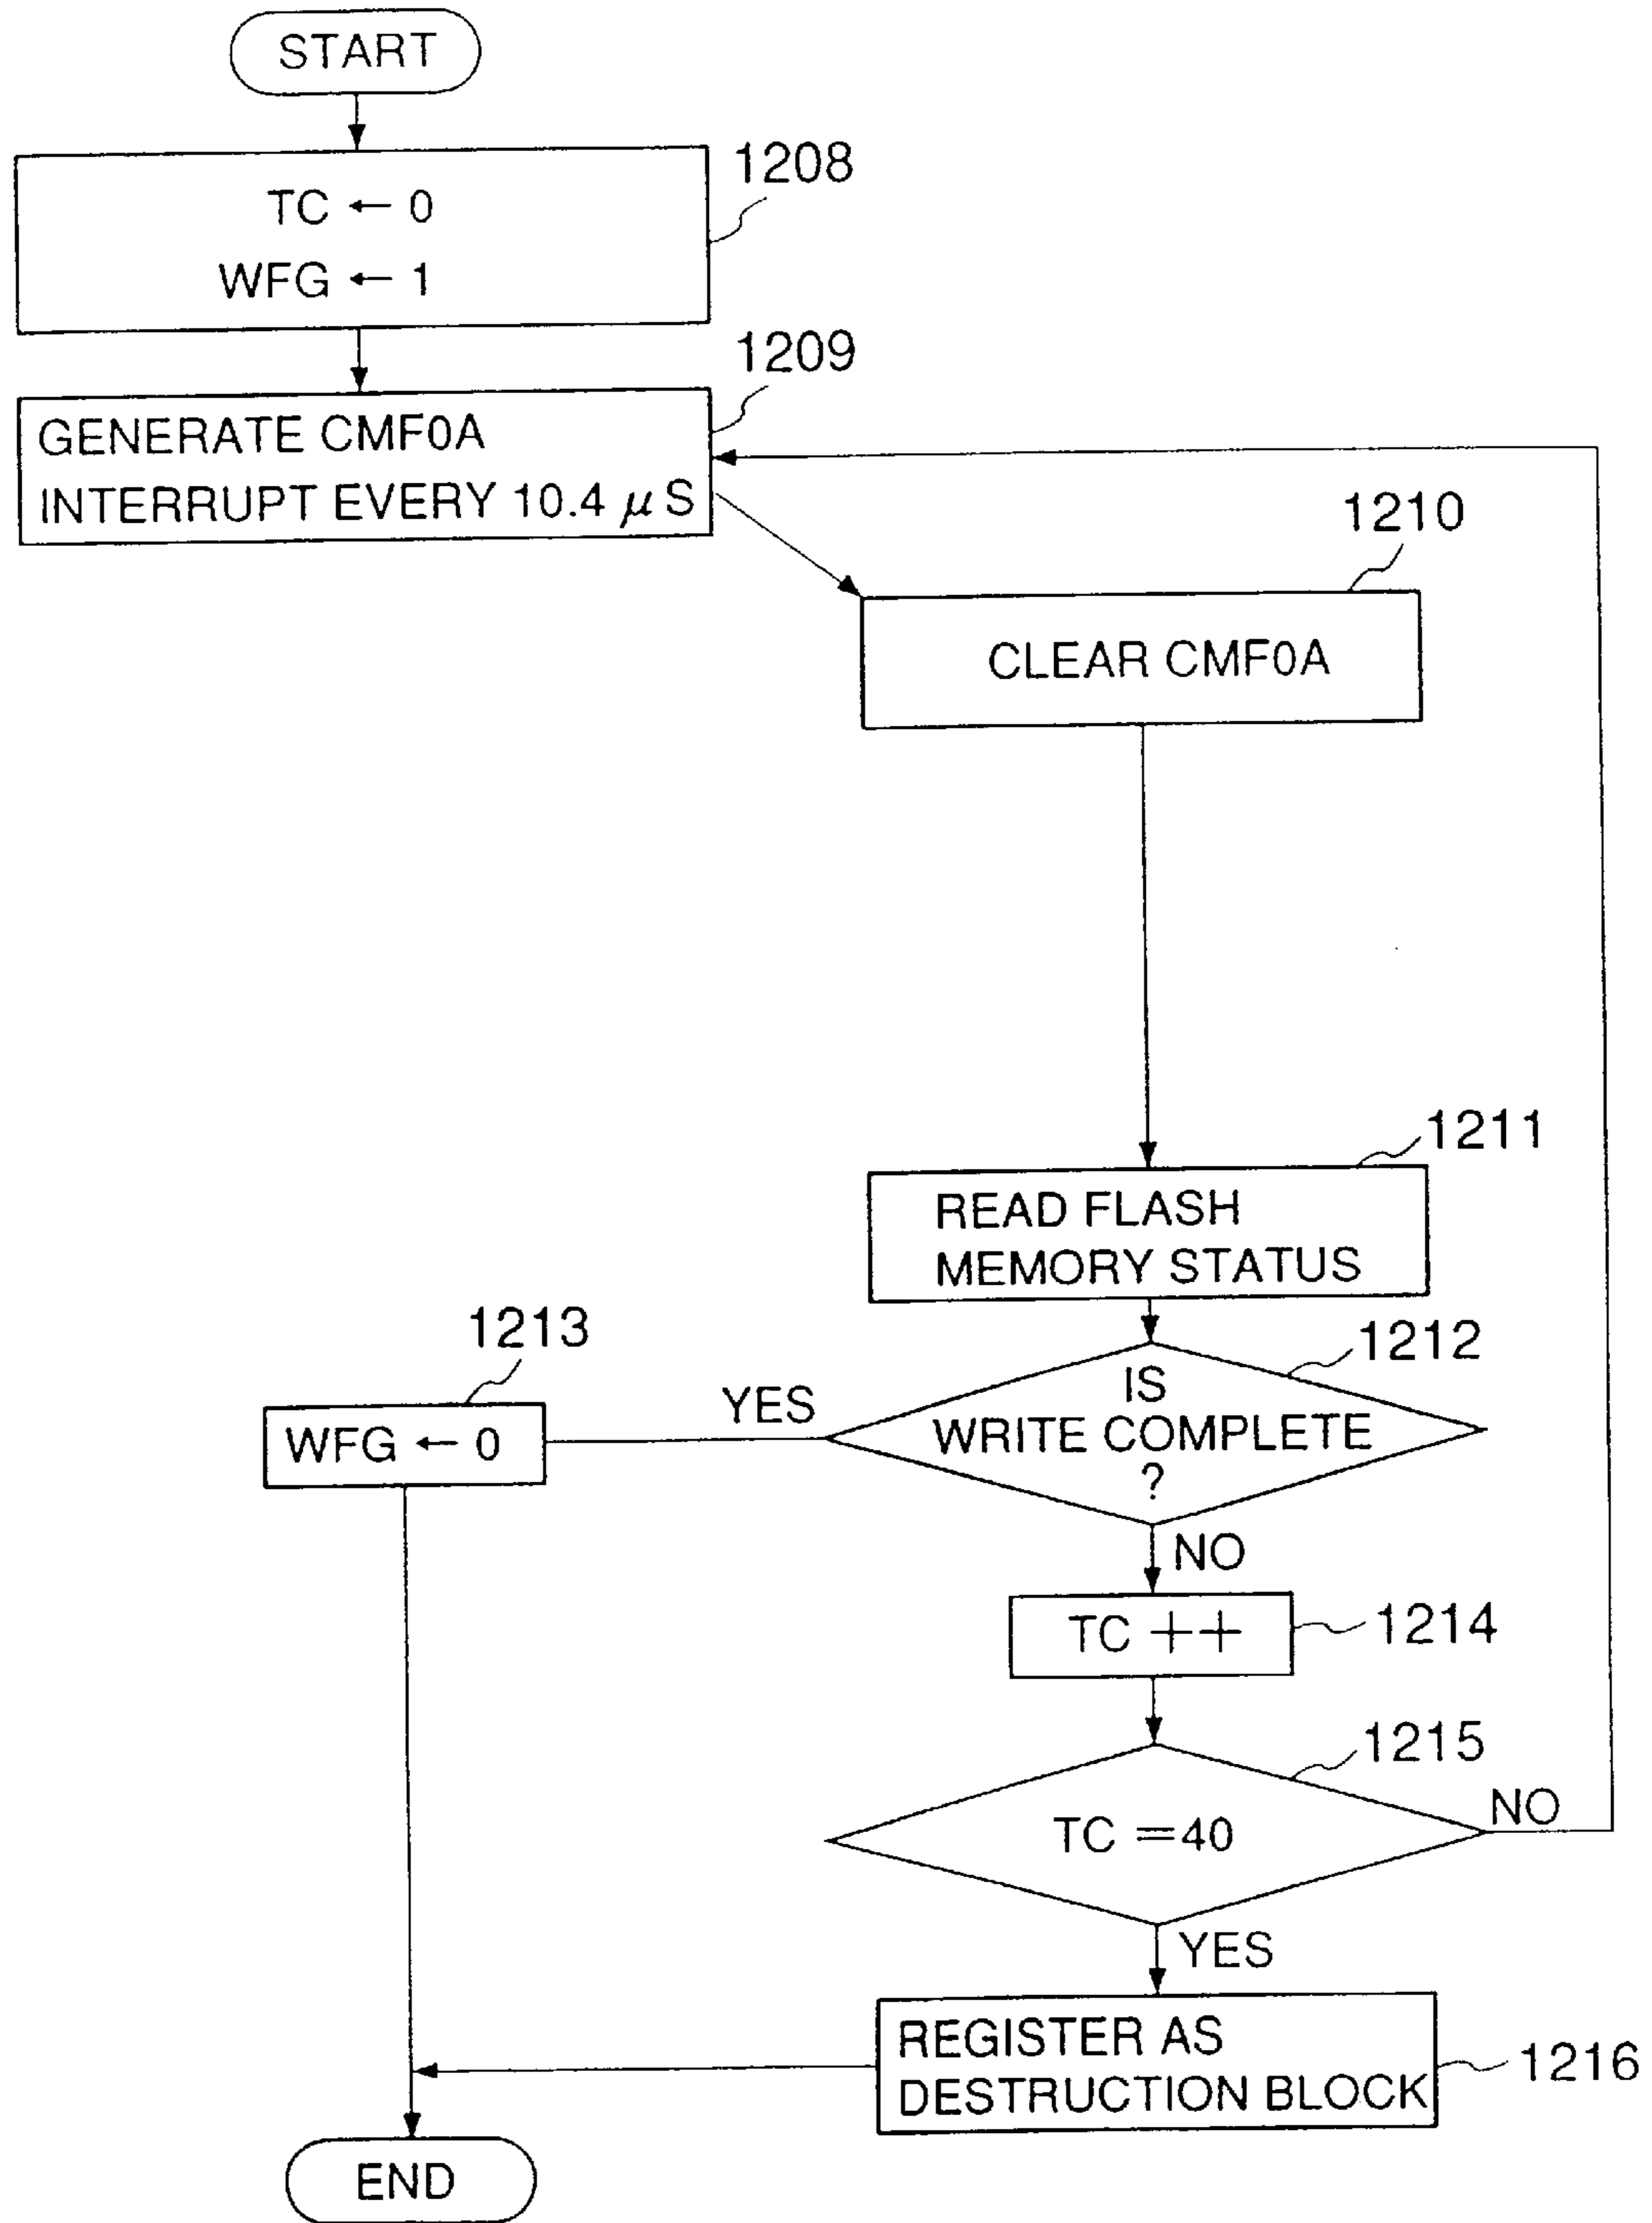 START
1208
TC ← 0
WFG ← 1
1209
GENERATE CMF0A
INTERRUPT EVERY 10.4 μS
1210
CLEAR CMF0A
1211
READ FLASH
MEMORY STATUS
1212
1213
IS
WRITE COMPLETE
?
YES
WFG ← 0
NO
TC ++
1214
1215
TC =40
NO
YES
REGISTER AS
DESTRUCTION BLOCK
1216
END